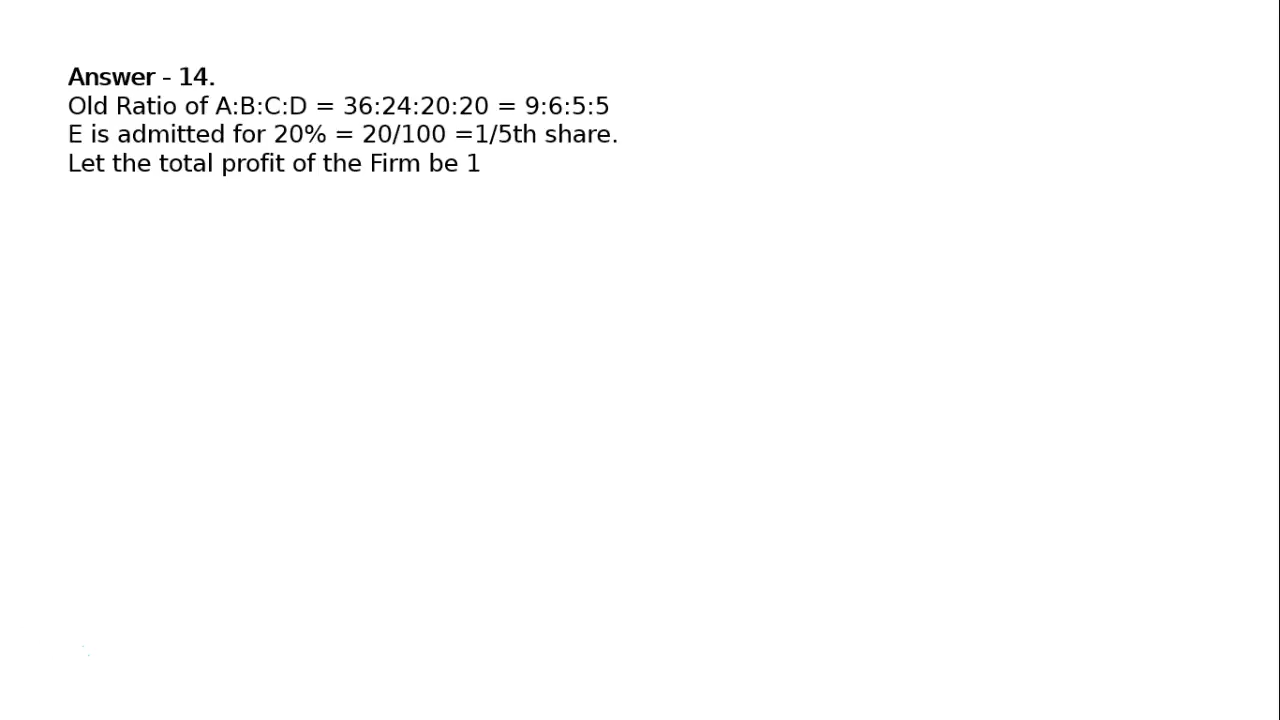 Answer - 14.
Old Ratio of A:B:C:D = 36:24:20:20 = 9:6:5:5
E is admitted for 20% = 20/100 =1/5th share.
Let the total profit of the Firm be 1